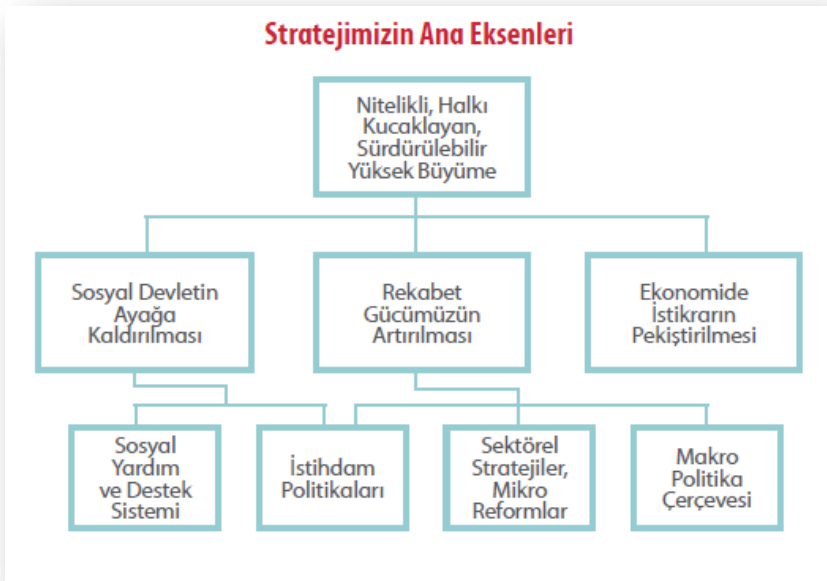 Stratejimizin Ana Eksenleri
Nitelikli, Halkı
Kucaklayan,
Sürdürülebilir
Yüksek Büyüme
Sosyal Devletin
Ayağa
Kaldırılması
Rekabet
Gücümüzün
Artırılması
Ekonomide
İstikrarın
Pekiştirilmesi
Sosyal
Yardım
ve Destek
Sistemi
İstihdam
Politikaları
Sektörel
Stratejiler,
Mikro
Reformlar
Makro
Politika
Çerçevesi